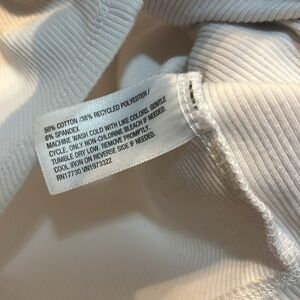 56% COTTON / 38% RECYCLED POLYESTER /
6% SPANDEX
MACHINE WASH COLD WITH LIKE COLORS. GENTLE
CYCLE. ONLY NON-CHLORINE BLEACH IF NEEDED.
TUMBLE DRY LOW. REMOVE PROMPTLY.
COOL IRON ON REVERSE SIDE IF NEEDED.
RN17730 VN1973322